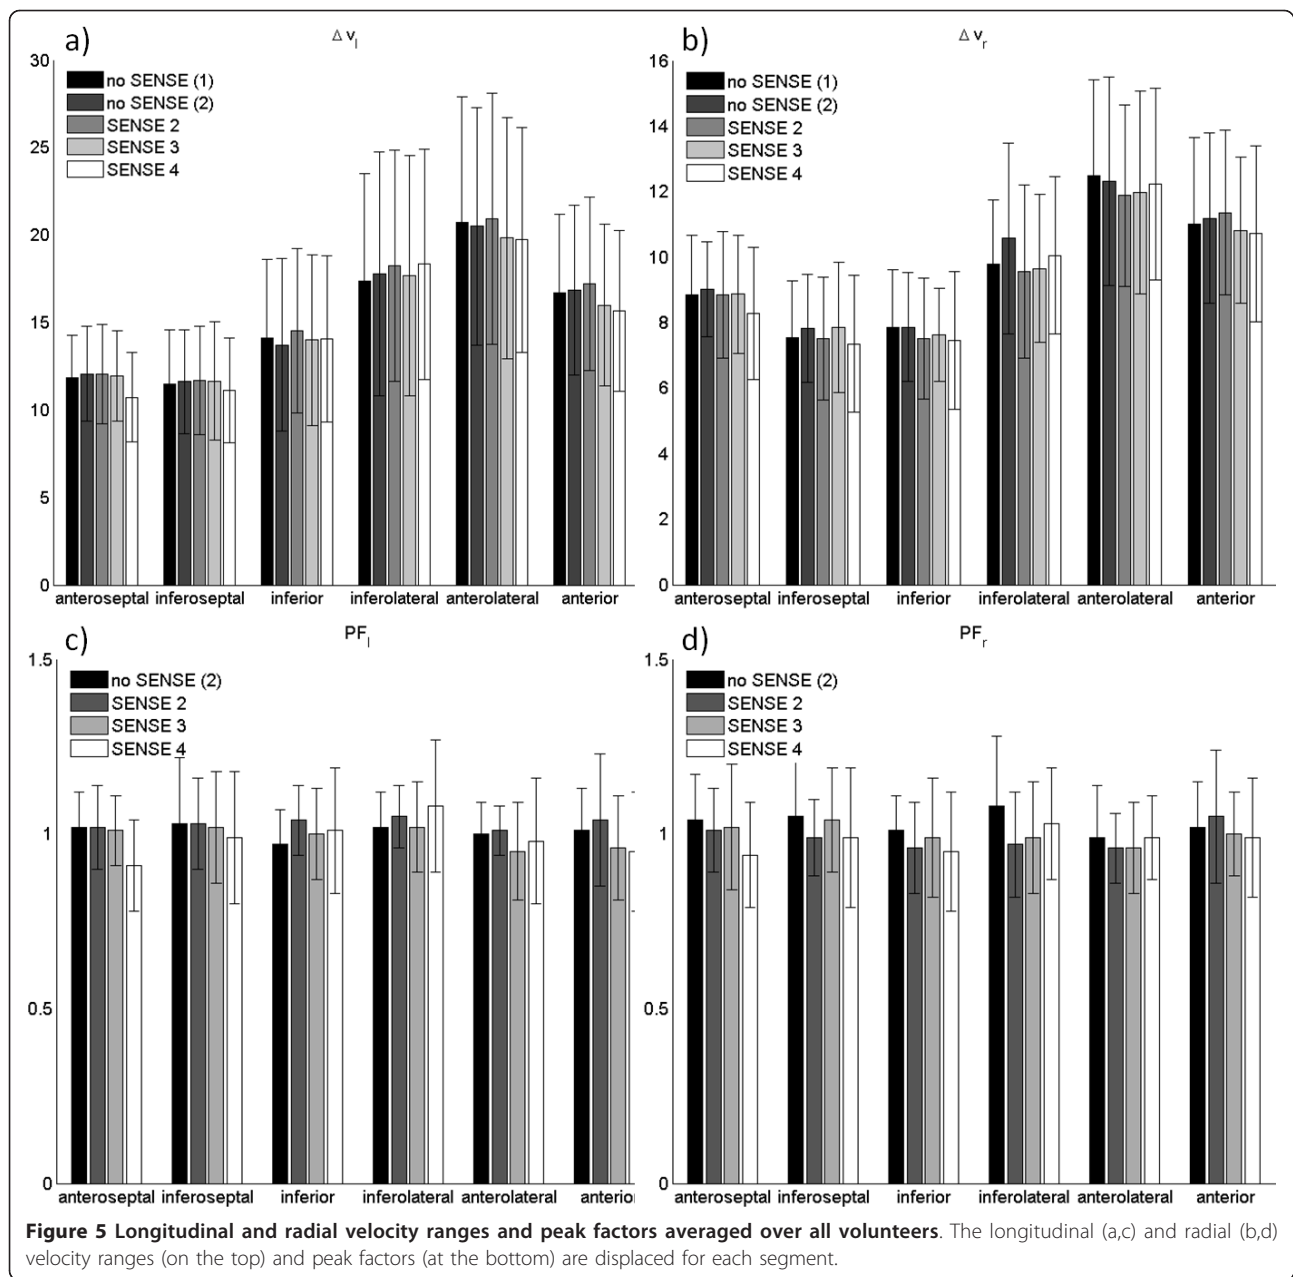 a)
Δ v_l
30
25
20
15
10
5
0
no SENSE (1)
no SENSE (2)
SENSE 2
SENSE 3
SENSE 4
anteroseptal inferoseptal inferior inferolateral anterolateral anterior
b)
Δ v_r
16
14
12
10
8
6
4
2
0
no SENSE (1)
no SENSE (2)
SENSE 2
SENSE 3
SENSE 4
anteroseptal inferoseptal inferior inferolateral anterolateral anterior
c)
PF_l
1.5
1
0.5
0
no SENSE (2)
SENSE 2
SENSE 3
SENSE 4
anteroseptal inferoseptal inferior inferolateral anterolateral anterior
d)
PF_r
1.5
1
0.5
0
no SENSE (2)
SENSE 2
SENSE 3
SENSE 4
anteroseptal inferoseptal inferior inferolateral anterolateral anterior
Figure 5 Longitudinal and radial velocity ranges and peak factors averaged over all volunteers. The longitudinal (a,c) and radial (b,d)
velocity ranges (on the top) and peak factors (at the bottom) are displaced for each segment.